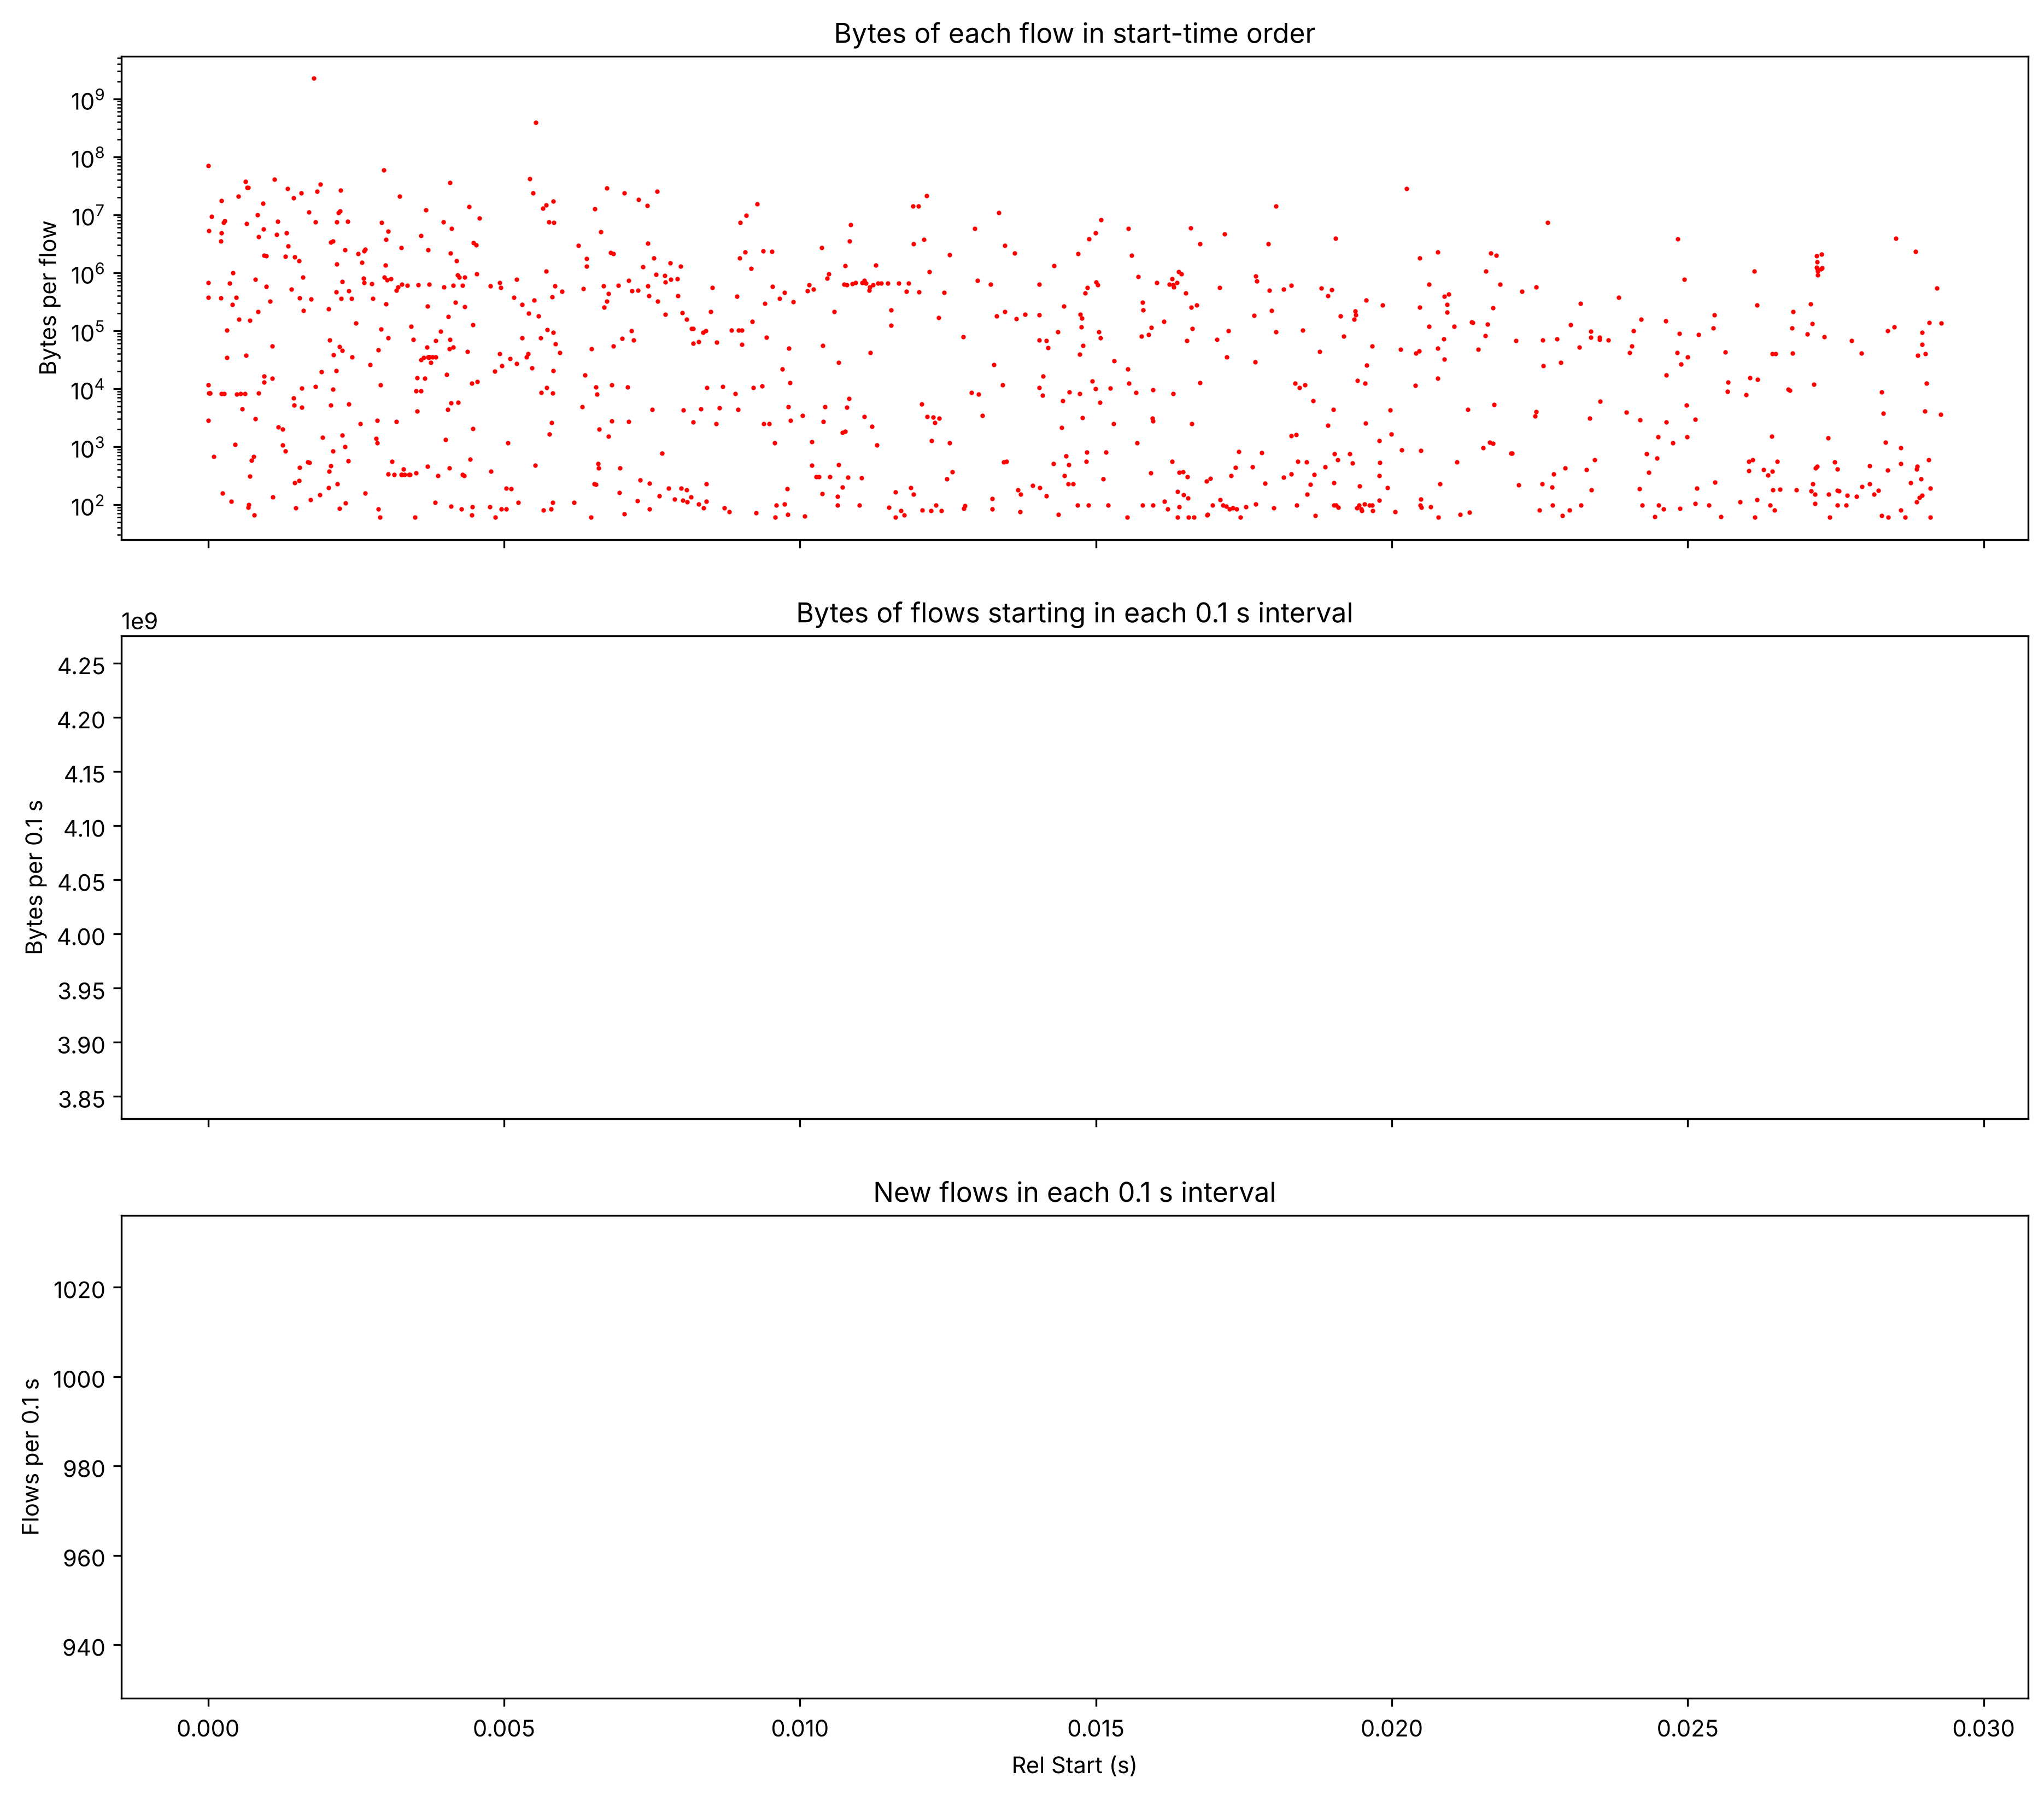 Bytes of each flow in start-time order
10⁹
10⁸
10⁷
10⁶
10⁵
10⁴
10³
10²
Bytes per flow
Bytes of flows starting in each 0.1 s interval
1e9
4.25
4.20
4.15
4.10
4.05
4.00
3.95
3.90
3.85
Bytes per 0.1 s
New flows in each 0.1 s interval
1020
1000
980
960
940
Flows per 0.1 s
0.000 0.005 0.010 0.015 0.020 0.025 0.030
Rel Start (s)